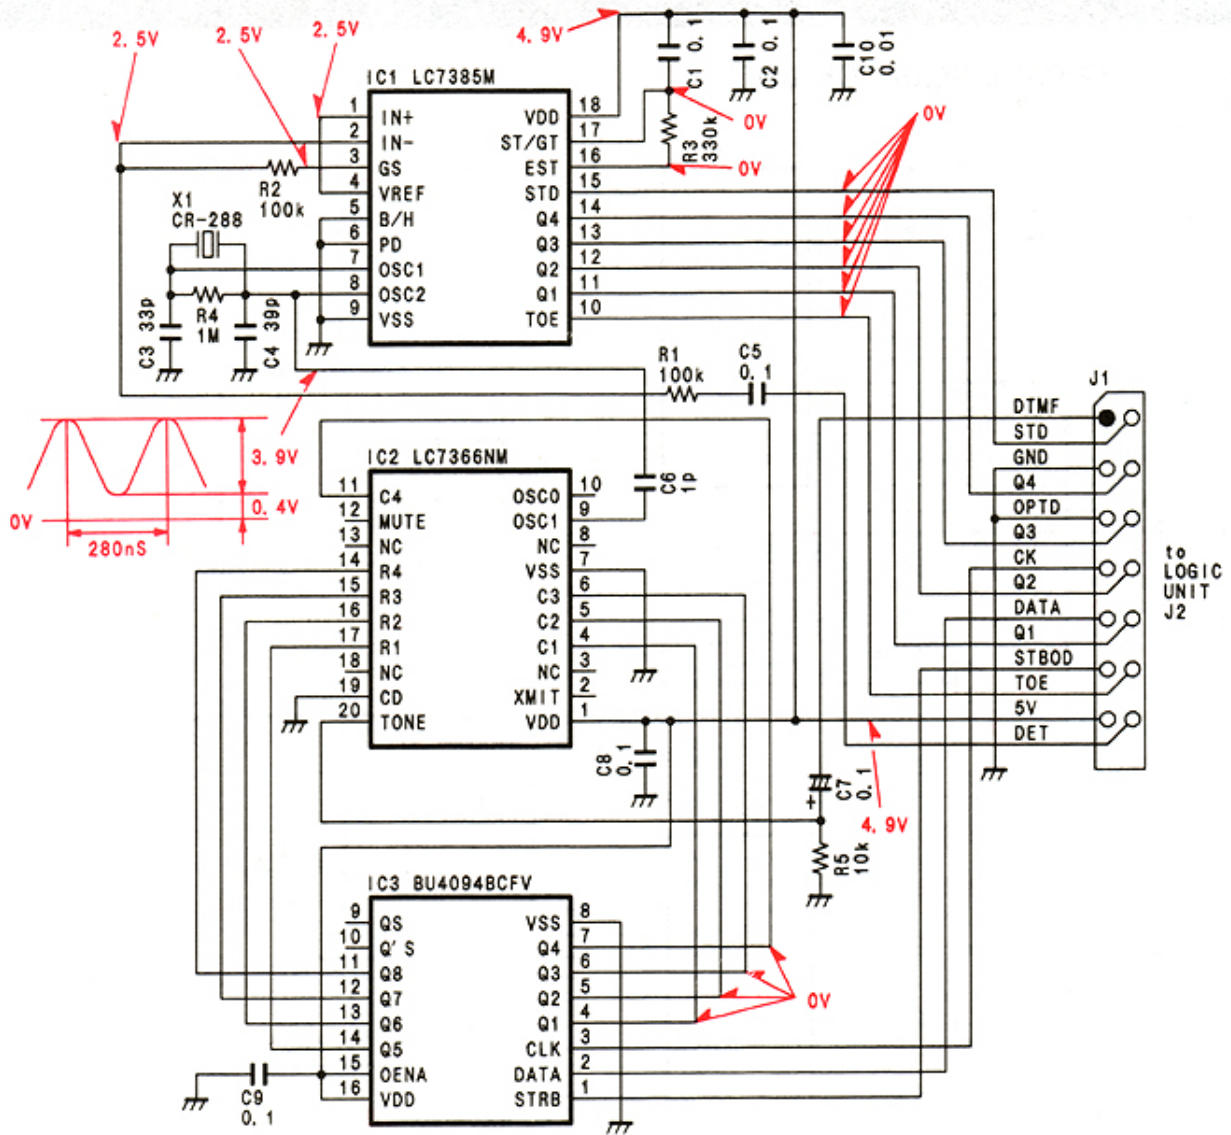 2.5V
2.5V
2.5V
4.9V
C1 0.1
C2 0.1
C10 0.01
IC1 LC7385M
1 IN+
2 IN-
3 GS
4 VREF
5 B/H
6 PD
7 OSC1
8 OSC2
9 VSS
VDD 18
ST/GT 17
EST 16
STD 15
Q4 14
Q3 13
Q2 12
Q1 11
TOE 10
0V
R3 330k
0V
0V
R2
100k
X1
CR-288
R4
1M
C3 33p
C4 39p
R1
100k
C5
0.1
3.9V
3.9V
0.4V
0V
280nS
IC2 LC7366NM
11 C4
12 MUTE
13 NC
14 R4
15 R3
16 R2
17 R1
18 NC
19 CD
20 TONE
OSCO 10
OSC1 9
NC 8
VSS 7
C3 6
C2 5
C1 4
NC 3
XMIT 2
VDD 1
C6 1p
C8 0.1
+
C7 0.1
R5 10k
4.9V
J1
DTMF
STD
GND
Q4
OPTD
Q3
CK
Q2
DATA
Q1
STBOD
TOE
5V
DET
to
LOGIC
UNIT
J2
IC3 BU4094BCFV
9 QS
10 Q'S
11 Q8
12 Q7
13 Q6
14 Q5
15 OENA
16 VDD
VSS 8
Q4 7
Q3 6
Q2 5
Q1 4
CLK 3
DATA 2
STRB 1
0V
C9
0.1